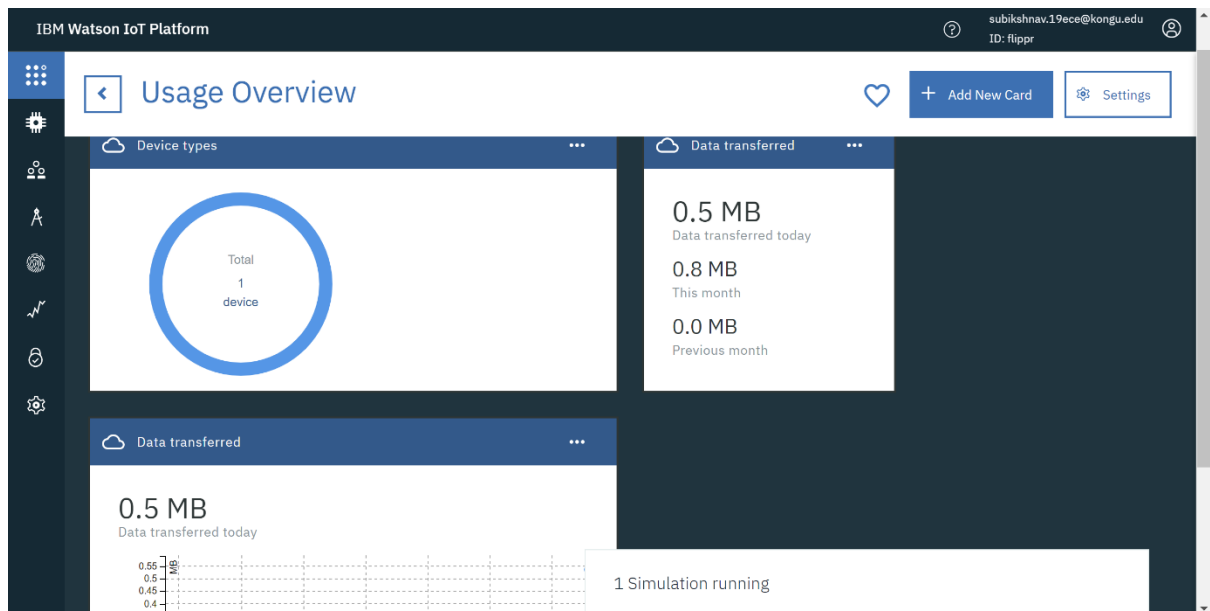 IBM Watson IoT Platform
subikshnav.19ece@kongu.edu
ID: flippr
Usage Overview
Add New Card
Settings
Device types
Data transferred
Total
1
device
0.5 MB
Data transferred today
0.8 MB
This month
0.0 MB
Previous month
Data transferred
0.5 MB
Data transferred today
MB
0.55
0.5
0.45
0.4
1 Simulation running